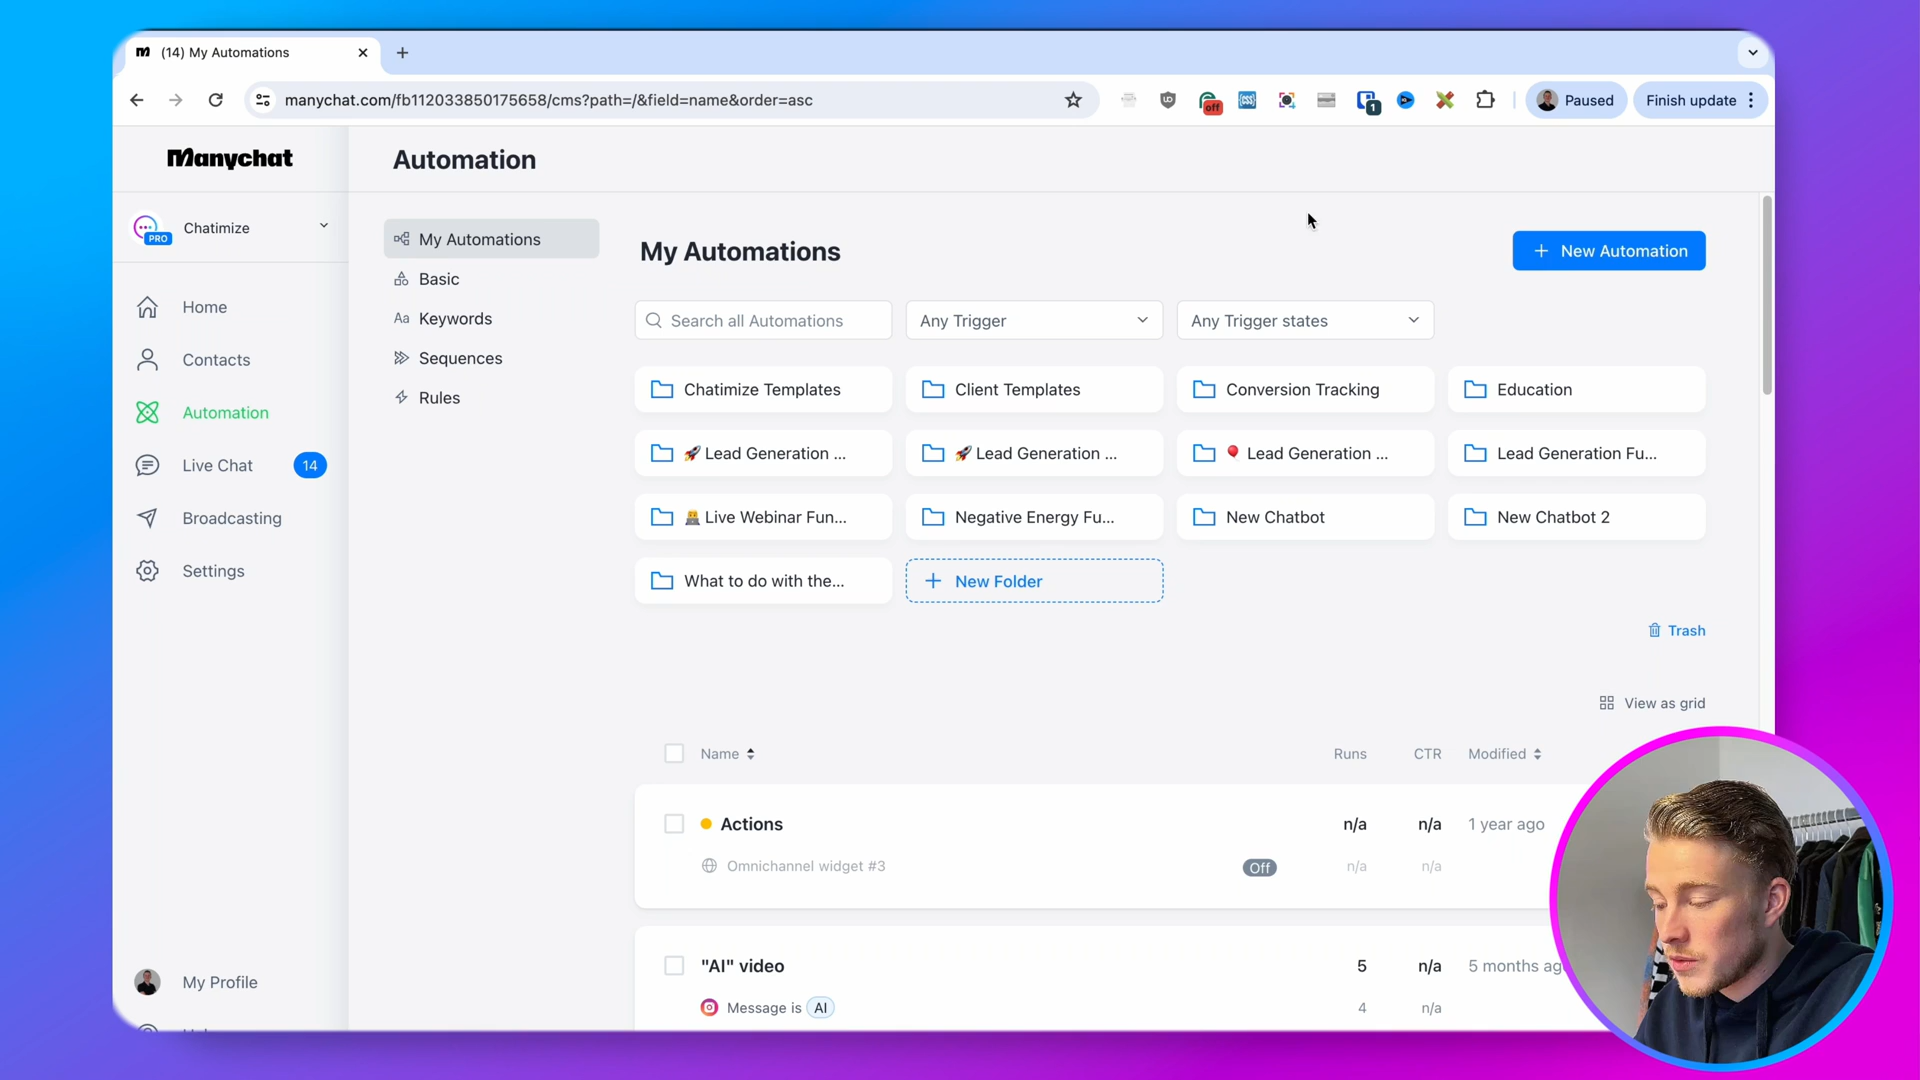 (14) My Automations
manychat.com/fb112033850175658/cms?path=/&field=name&order=asc
off
1
Paused
Finish update
Manychat
Automation
Chatimize
PRO
Home
Contacts
Automation
Live Chat
14
Broadcasting
Settings
My Profile
My Automations
Basic
Aa Keywords
Sequences
Rules
My Automations
+ New Automation
Search all Automations
Any Trigger
Any Trigger states
Chatimize Templates
Client Templates
Conversion Tracking
Education
🚀 Lead Generation ...
🚀 Lead Generation ...
🎈 Lead Generation ...
Lead Generation Fu...
Live Webinar Fun...
Negative Energy Fu...
New Chatbot
New Chatbot 2
What to do with the...
+ New Folder
Trash
View as grid
Name
Runs
CTR
Modified
Actions
n/a
n/a
1 year ago
Omnichannel widget #3
Off
n/a
n/a
"AI" video
5
n/a
5 months
Message is AI
4
n/a